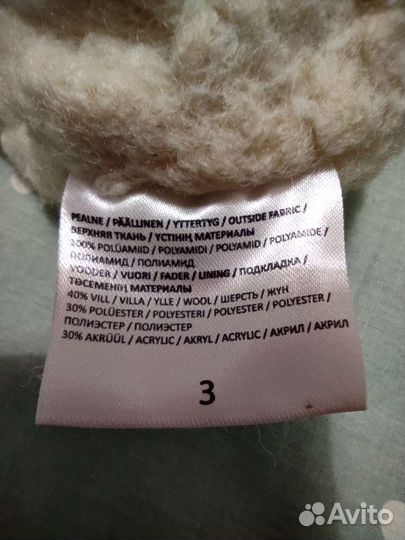 PEALNE / PÄÄLLINEN / YTTERTYG / OUTSIDE FABRIC /
ВЕРХНЯЯ ТКАНЬ / ҮСТІНІҢ МАТЕРИАЛЫ
100% POLÜAMIID / POLYAMIDI / POLYAMID / POLYAMIDE /
ПОЛИАМИД / ПОЛИАМИД
VOODER / VUORI / FADER / LINING / ПОДКЛАДКА /
ТӨСЕМЕНІҢ МАТЕРИАЛЫ
40% VILL / VILLA / YLLE / WOOL / ШЕРСТЬ / ЖҮН
30% POLÜESTER / POLYESTERI / POLYESTER / POLYESTER /
ПОЛИЭСТЕР / ПОЛИЭСТЕР
30% AKRÜÜL / ACRYLIC / AKRYL / ACRYLIC / АКРИЛ / АКРИЛ
3
Avito